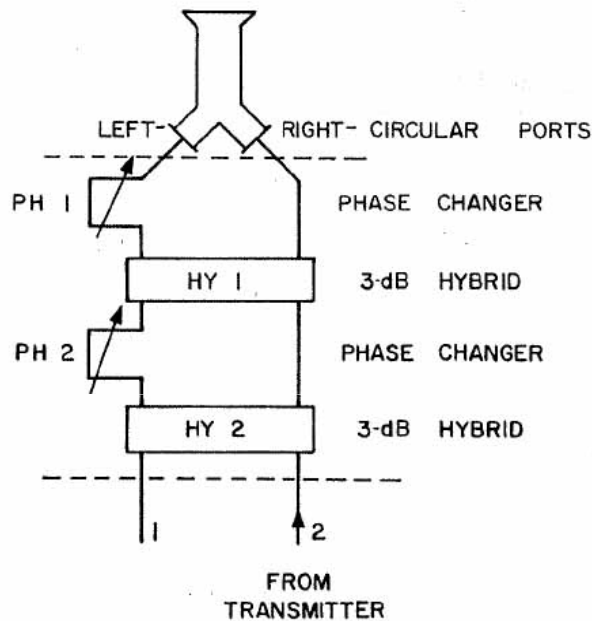 LEFT- RIGHT- CIRCULAR PORTS
PH 1 PHASE CHANGER
HY 1 3-dB HYBRID
PH 2 PHASE CHANGER
HY 2 3-dB HYBRID
1 2
FROM
TRANSMITTER